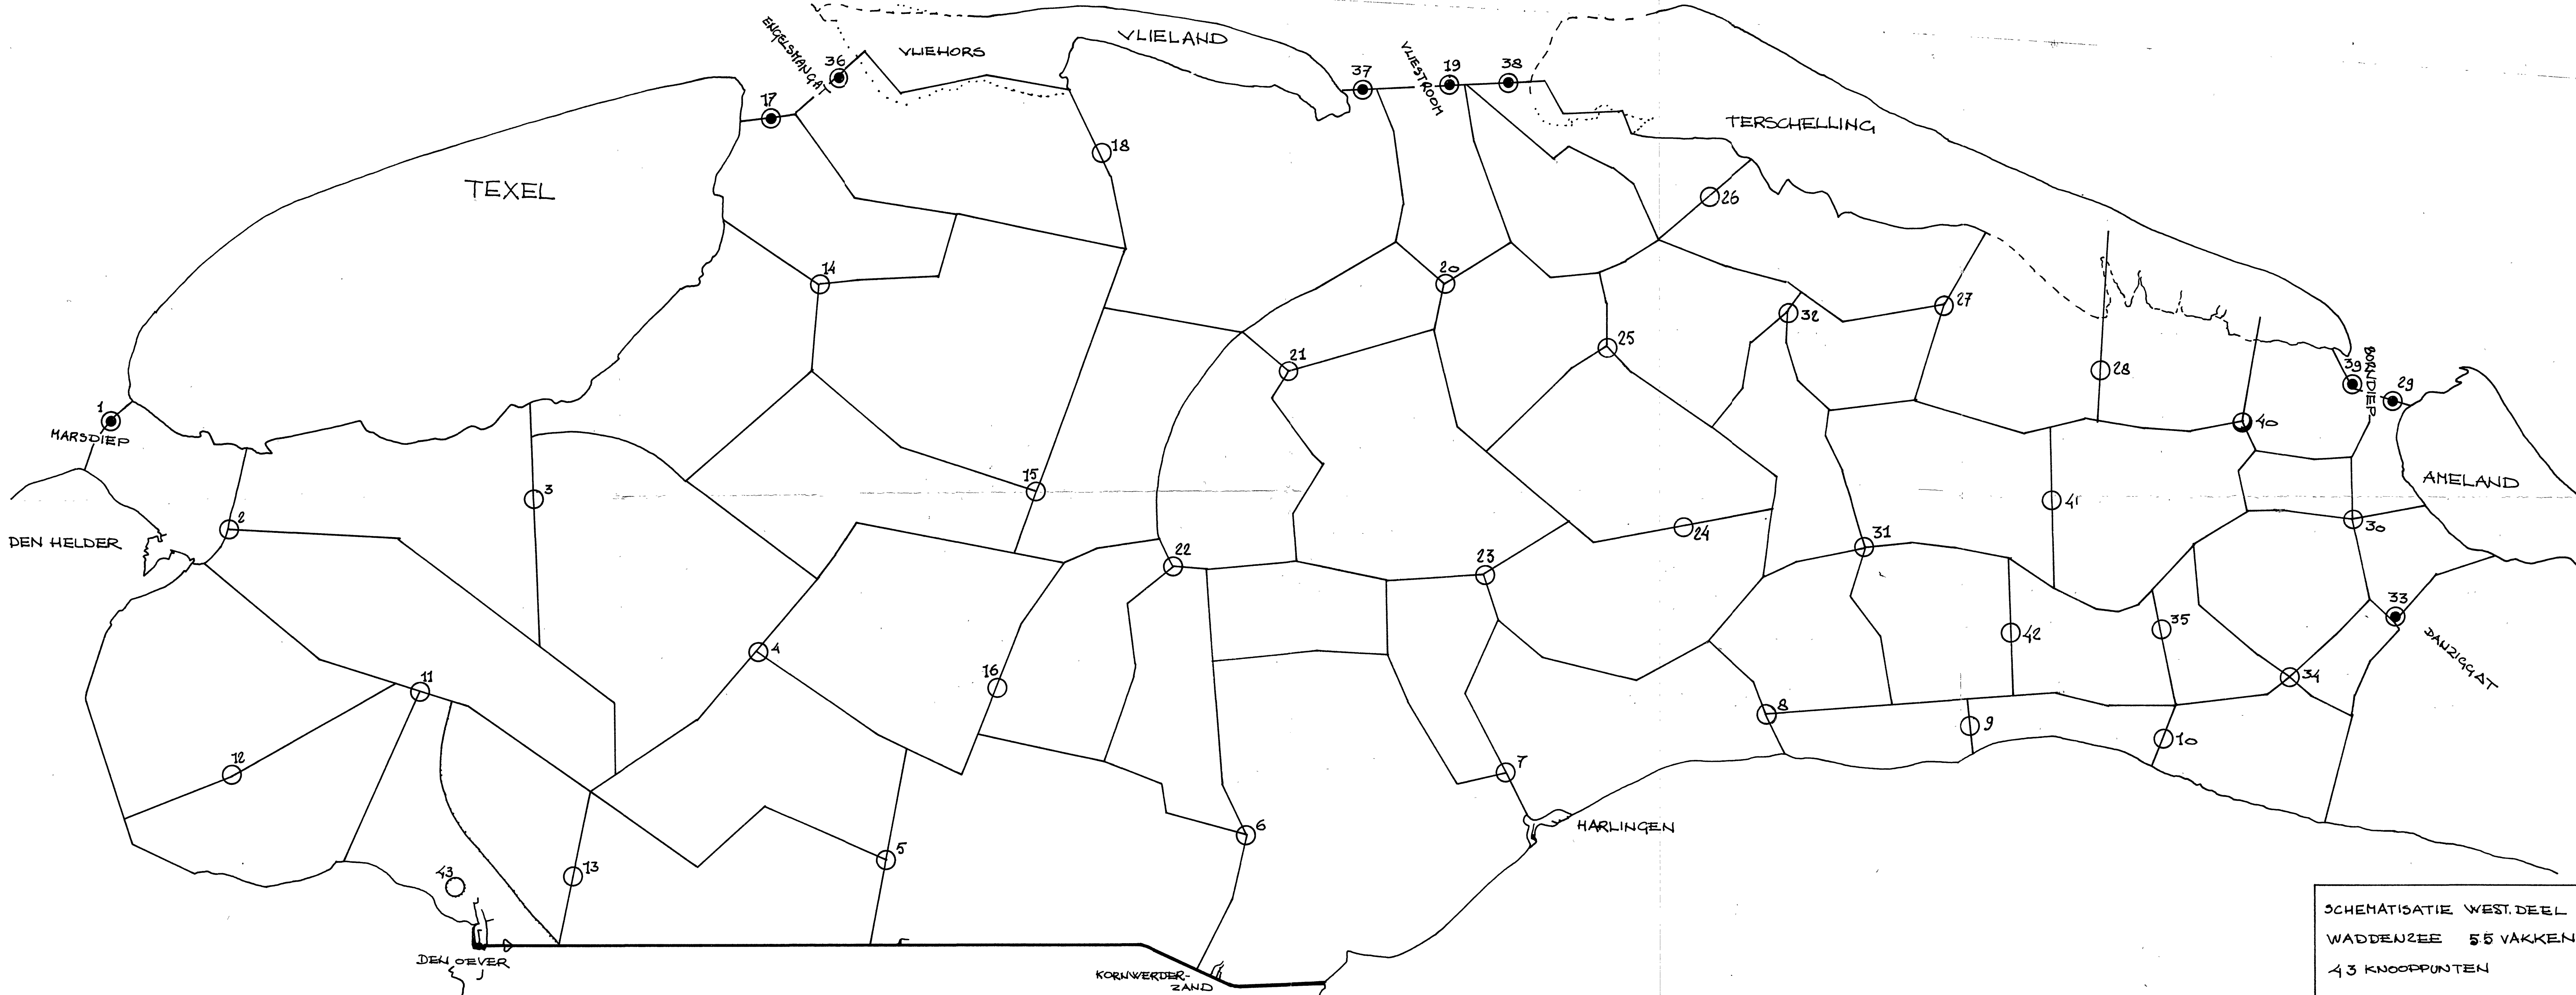 ENGELSMANGAT
VLIEHORS
VLIELAND
VLIESTROOM
TERSCHELLING
TEXEL
MARSDIEP
DEN HELDER
BORNDIEP
AMELAND
DANZIGGAT
HARLINGEN
DEN OEVER
KORNWERDER-
ZAND
36
17
37
19
38
18
26
14
20
27
32
21
25
28
39
29
1
40
3
15
2
24
41
30
22
23
31
33
4
42
35
11
16
34
8
9
10
12
7
6
5
13
43
SCHEMATISATIE WEST. DEEL
WADDENZEE 55 VAKKEN
43 KNOOPPUNTEN